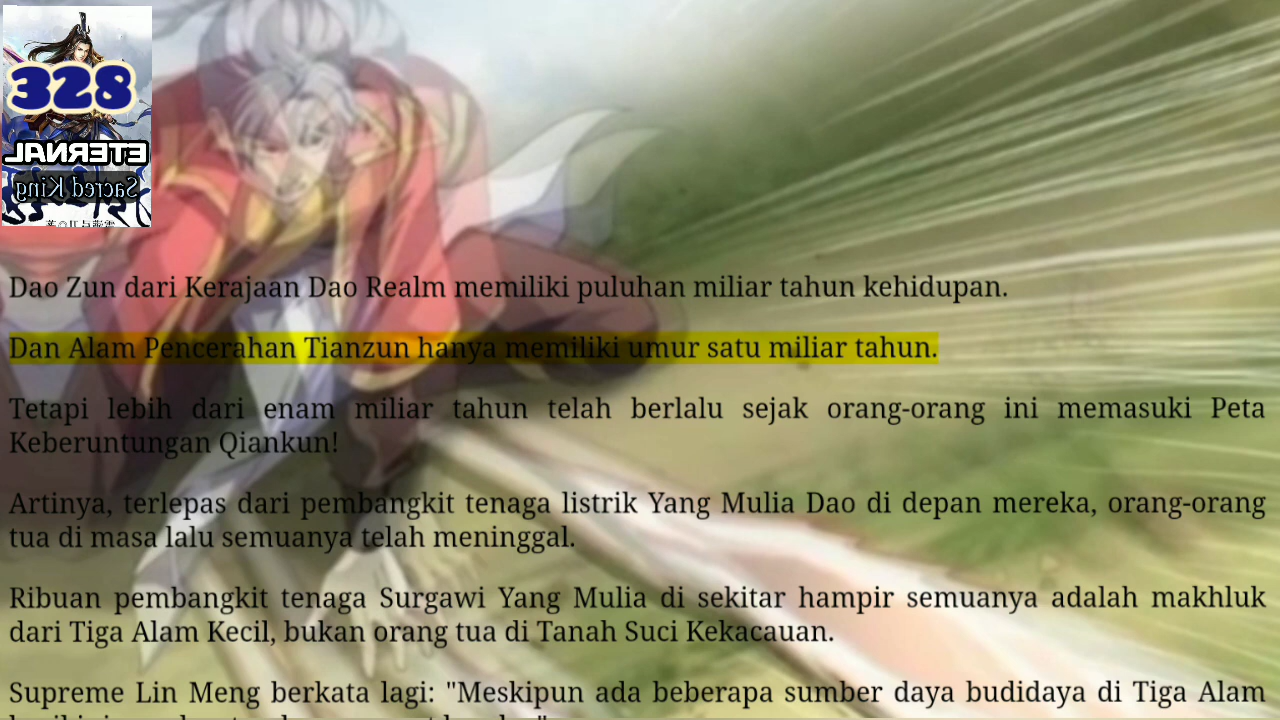 328
ETERNAL
Sacred King
Dao Zun dari Kerajaan Dao Realm memiliki puluhan miliar tahun kehidupan.
Dan Alam Pencerahan Tianzun hanya memiliki umur satu miliar tahun.
Tetapi lebih dari enam miliar tahun telah berlalu sejak orang-orang ini memasuki Peta
Keberuntungan Qiankun!
Artinya, terlepas dari pembangkit tenaga listrik Yang Mulia Dao di depan mereka, orang-orang
tua di masa lalu semuanya telah meninggal.
Ribuan pembangkit tenaga Surgawi Yang Mulia di sekitar hampir semuanya adalah makhluk
dari Tiga Alam Kecil, bukan orang tua di Tanah Suci Kekacauan.
Supreme Lin Meng berkata lagi: "Meskipun ada beberapa sumber daya budidaya di Tiga Alam